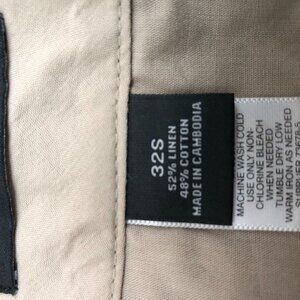 32S
52% LINEN
48% COTTON
MADE IN CAMBODIA
MACHINE WASH COLD
USE ONLY NON-
CHLORINE BLEACH
WHEN NEEDED
TUMBLE DRY LOW
WARM IRON AS NEEDED